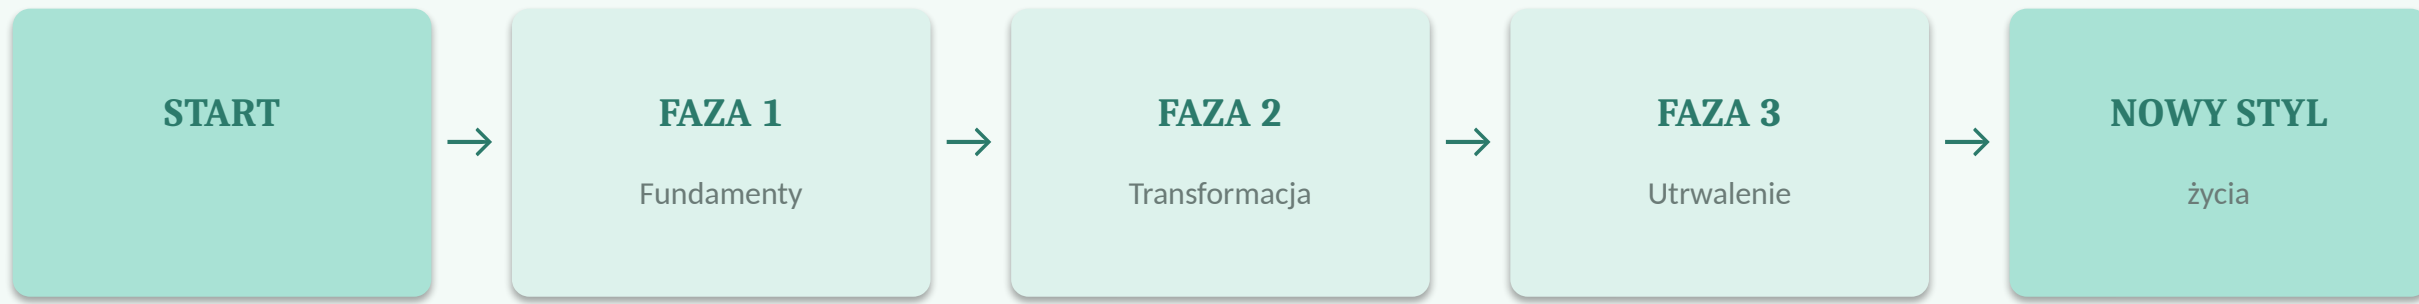 START
→
FAZA 1
Fundamenty
→
FAZA 2
Transformacja
→
FAZA 3
Utrwalenie
→
NOWY STYL
życia